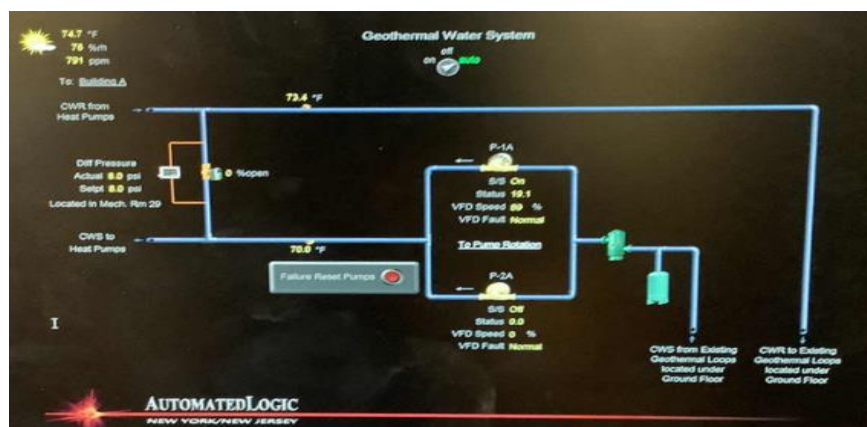 74.7 °F
76 %rh
791 ppm
To: Building A
Geothermal Water System
off
on
auto
CWR from
Heat Pumps
73.4 °F
Diff Pressure
Actual 8.0 psi
Setpt 8.0 psi
Located in Mech. Rm 29
0 %open
P-1A
S/S On
Status 19.1
VFD Speed 89 %
VFD Fault Normal
To Pump Rotation
CWS to
Heat Pumps
70.0 °F
Failure Reset Pumps
P-2A
S/S Off
Status 0.0
VFD Speed 0 %
VFD Fault Normal
CWS from Existing
Geothermal Loops
located under
Ground Floor
CWR to Existing
Geothermal Loops
located under
Ground Floor
AUTOMATEDLOGIC
NEW YORK/NEW JERSEY